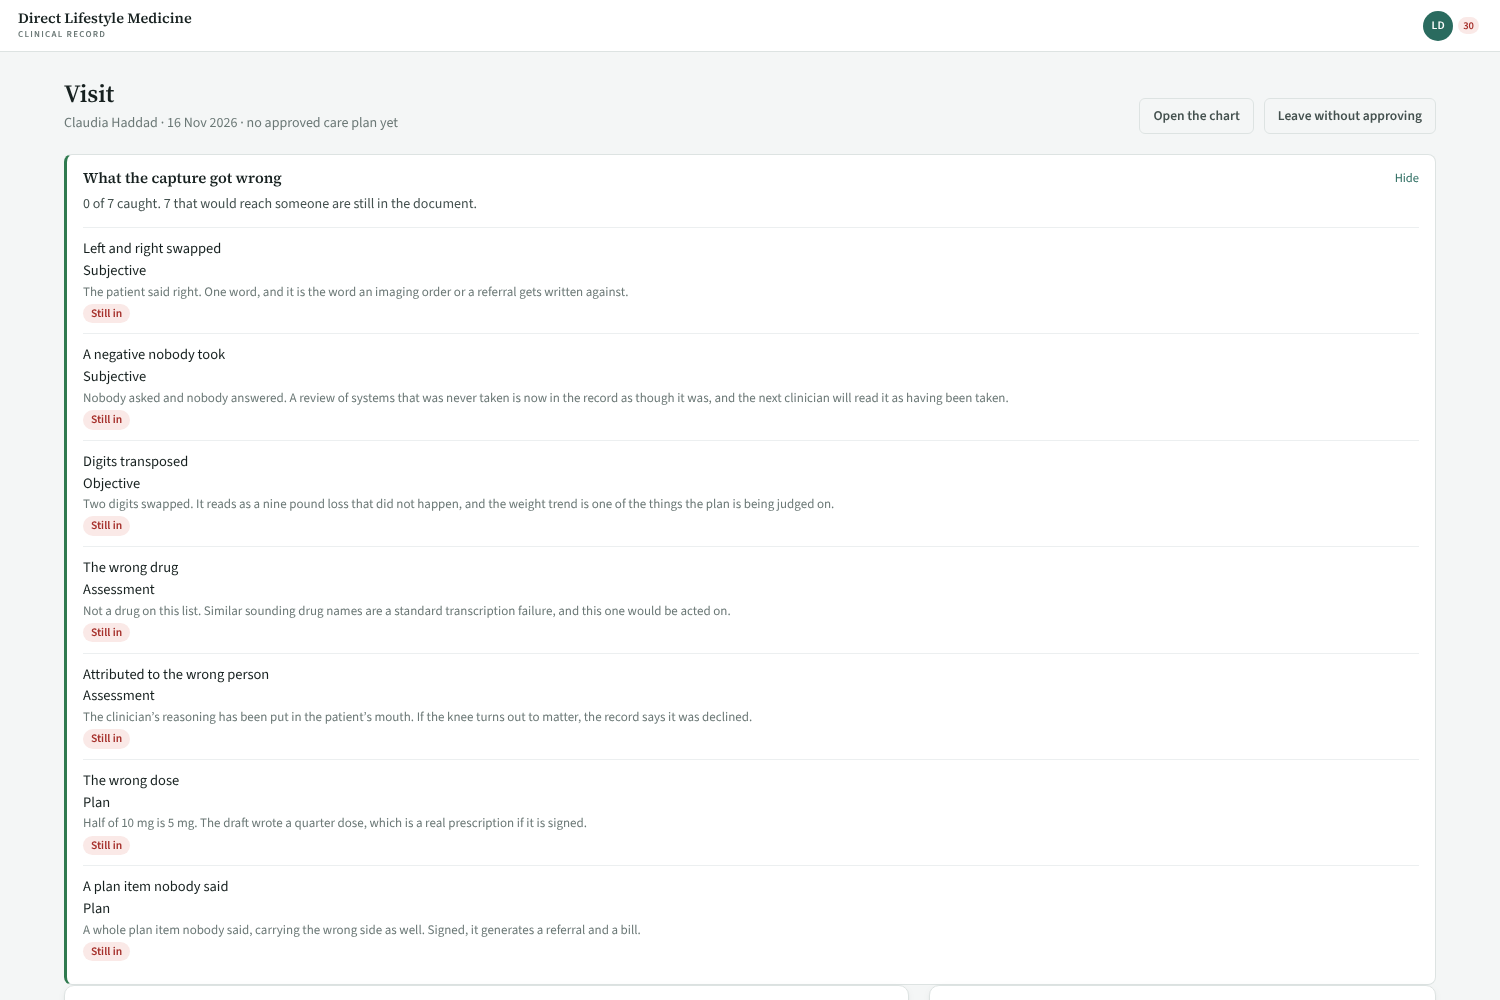 Direct Lifestyle Medicine
CLINICAL RECORD
LD
30
Visit
Claudia Haddad · 16 Nov 2026 · no approved care plan yet
Open the chart
Leave without approving
What the capture got wrong
Hide
0 of 7 caught. 7 that would reach someone are still in the document.
Left and right swapped
Subjective
The patient said right. One word, and it is the word an imaging order or a referral gets written against.
Still in
A negative nobody took
Subjective
Nobody asked and nobody answered. A review of systems that was never taken is now in the record as though it was, and the next clinician will read it as having been taken.
Still in
Digits transposed
Objective
Two digits swapped. It reads as a nine pound loss that did not happen, and the weight trend is one of the things the plan is being judged on.
Still in
The wrong drug
Assessment
Not a drug on this list. Similar sounding drug names are a standard transcription failure, and this one would be acted on.
Still in
Attributed to the wrong person
Assessment
The clinician’s reasoning has been put in the patient’s mouth. If the knee turns out to matter, the record says it was declined.
Still in
The wrong dose
Plan
Half of 10 mg is 5 mg. The draft wrote a quarter dose, which is a real prescription if it is signed.
Still in
A plan item nobody said
Plan
A whole plan item nobody said, carrying the wrong side as well. Signed, it generates a referral and a bill.
Still in